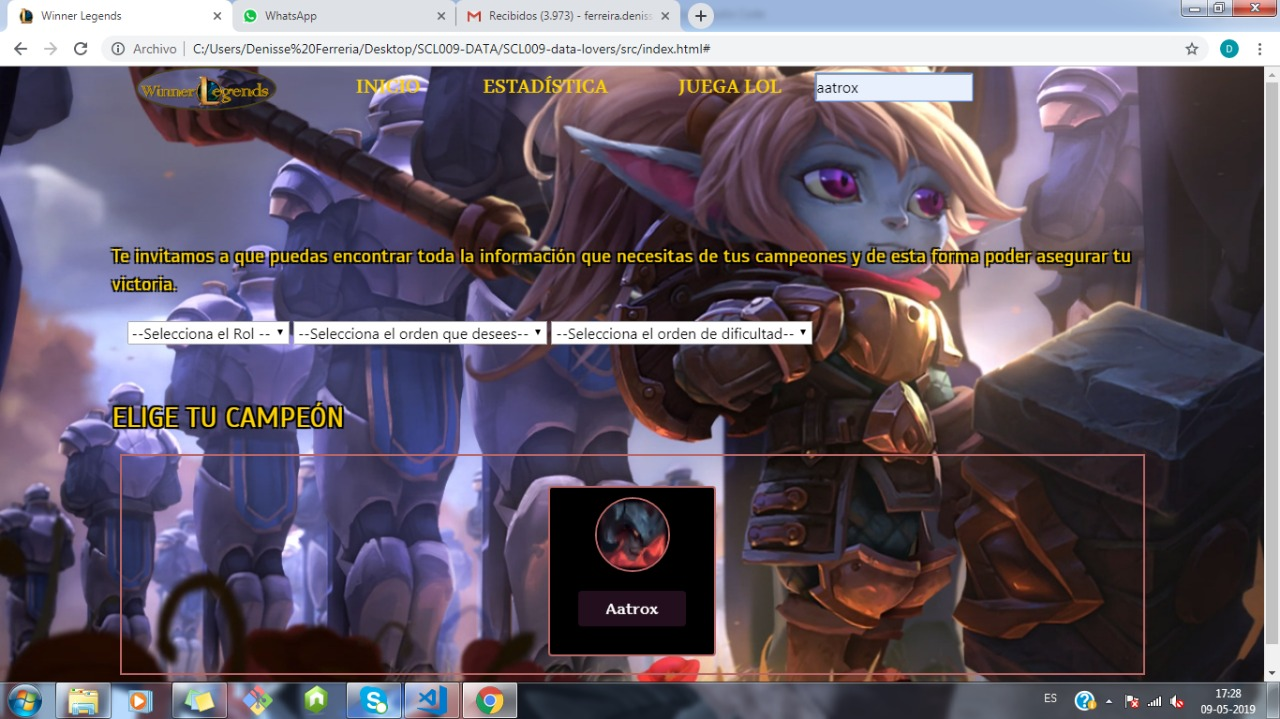 Winner Legends
WhatsApp
Recibidos (3.973) - ferreira.deniss
Archivo
C:/Users/Denisse%20Ferreria/Desktop/SCL009-DATA/SCL009-data-lovers/src/index.html#
D
Winner Legends
INICIO
ESTADÍSTICA
JUEGA LOL
aatrox
Te invitamos a que puedas encontrar toda la información que necesitas de tus campeones y de esta forma poder asegurar tu
victoria.
--Selecciona el Rol --
--Selecciona el orden que desees--
--Selecciona el orden de dificultad--
ELIGE TU CAMPEÓN
Aatrox
ES
17:28
09-05-2019